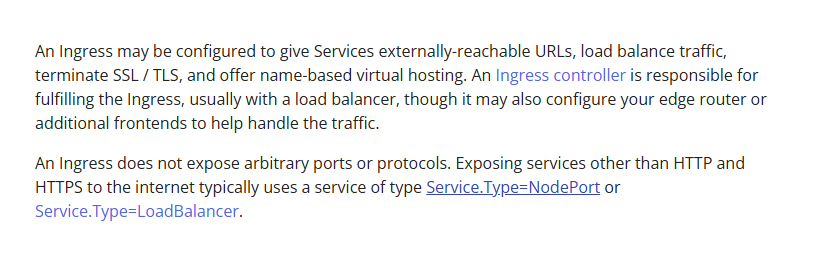 An Ingress may be configured to give Services externally-reachable URLs, load balance traffic,
terminate SSL / TLS, and offer name-based virtual hosting. An Ingress controller is responsible for
fulfilling the Ingress, usually with a load balancer, though it may also configure your edge router or
additional frontends to help handle the traffic.
An Ingress does not expose arbitrary ports or protocols. Exposing services other than HTTP and
HTTPS to the internet typically uses a service of type Service.Type=NodePort or
Service.Type=LoadBalancer.